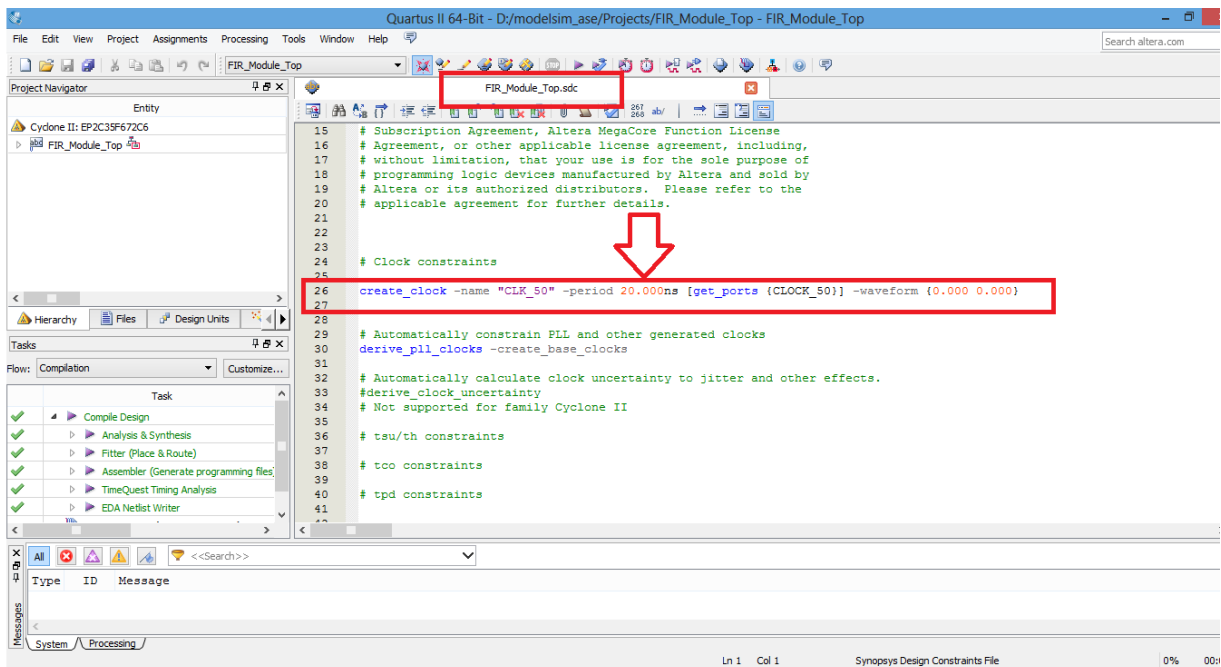 Quartus II 64-Bit - D:/modelsim_ase/Projects/FIR_Module_Top - FIR_Module_Top
File Edit View Project Assignments Processing Tools Window Help
Search altera.com
FIR_Module_Top
Project Navigator
FIR_Module_Top.sdc
Entity
Cyclone II: EP2C35F672C6
FIR_Module_Top
267
268
ab/
15 # Subscription Agreement, Altera MegaCore Function License
16 # Agreement, or other applicable license agreement, including,
17 # without limitation, that your use is for the sole purpose of
18 # programming logic devices manufactured by Altera and sold by
19 # Altera or its authorized distributors.  Please refer to the
20 # applicable agreement for further details.
21
22
23
24 # Clock constraints
25
26 create_clock -name "CLK_50" -period 20.000ns [get_ports {CLOCK_50}] -waveform {0.000 0.000}
27
28
29 # Automatically constrain PLL and other generated clocks
30 derive_pll_clocks -create_base_clocks
31
32 # Automatically calculate clock uncertainty to jitter and other effects.
33 #derive_clock_uncertainty
34 # Not supported for family Cyclone II
35
36 # tsu/th constraints
37
38 # tco constraints
39
40 # tpd constraints
41
Hierarchy Files Design Units
Tasks
Flow: Compilation Customize...
Task
Compile Design
Analysis & Synthesis
Fitter (Place & Route)
Assembler (Generate programming files)
TimeQuest Timing Analysis
EDA Netlist Writer
All <<Search>>
Type ID Message
Messages
System Processing
Ln 1 Col 1 Synopsys Design Constraints File 0% 00: